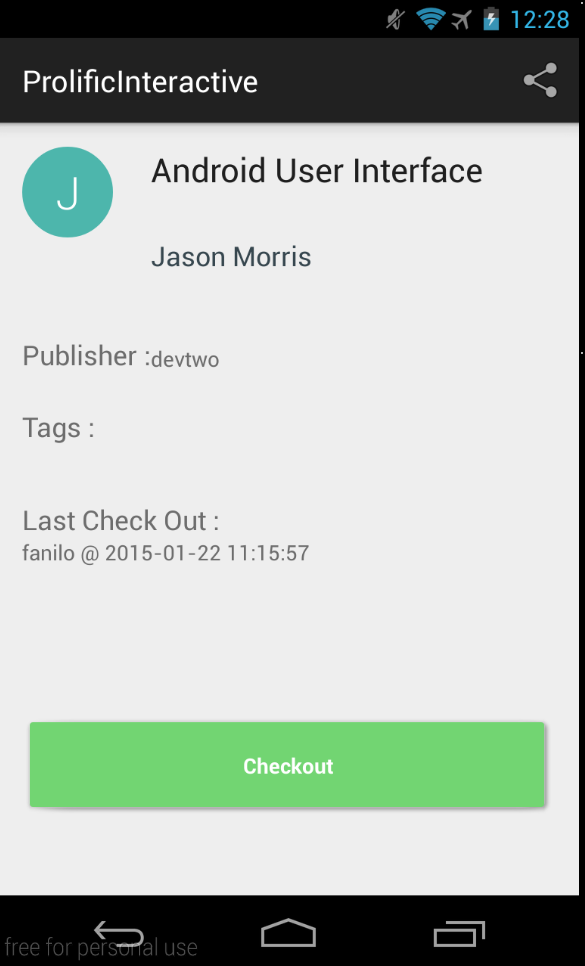 12:28
ProlificInteractive
J
Android User Interface
Jason Morris
Publisher :devtwo
Tags :
Last Check Out :
fanilo @ 2015-01-22 11:15:57
Checkout
free for personal use